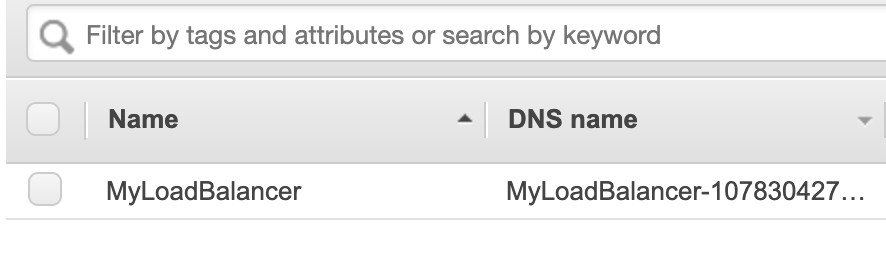 Filter by tags and attributes or search by keyword
Name DNS name
MyLoadBalancer MyLoadBalancer-107830427…